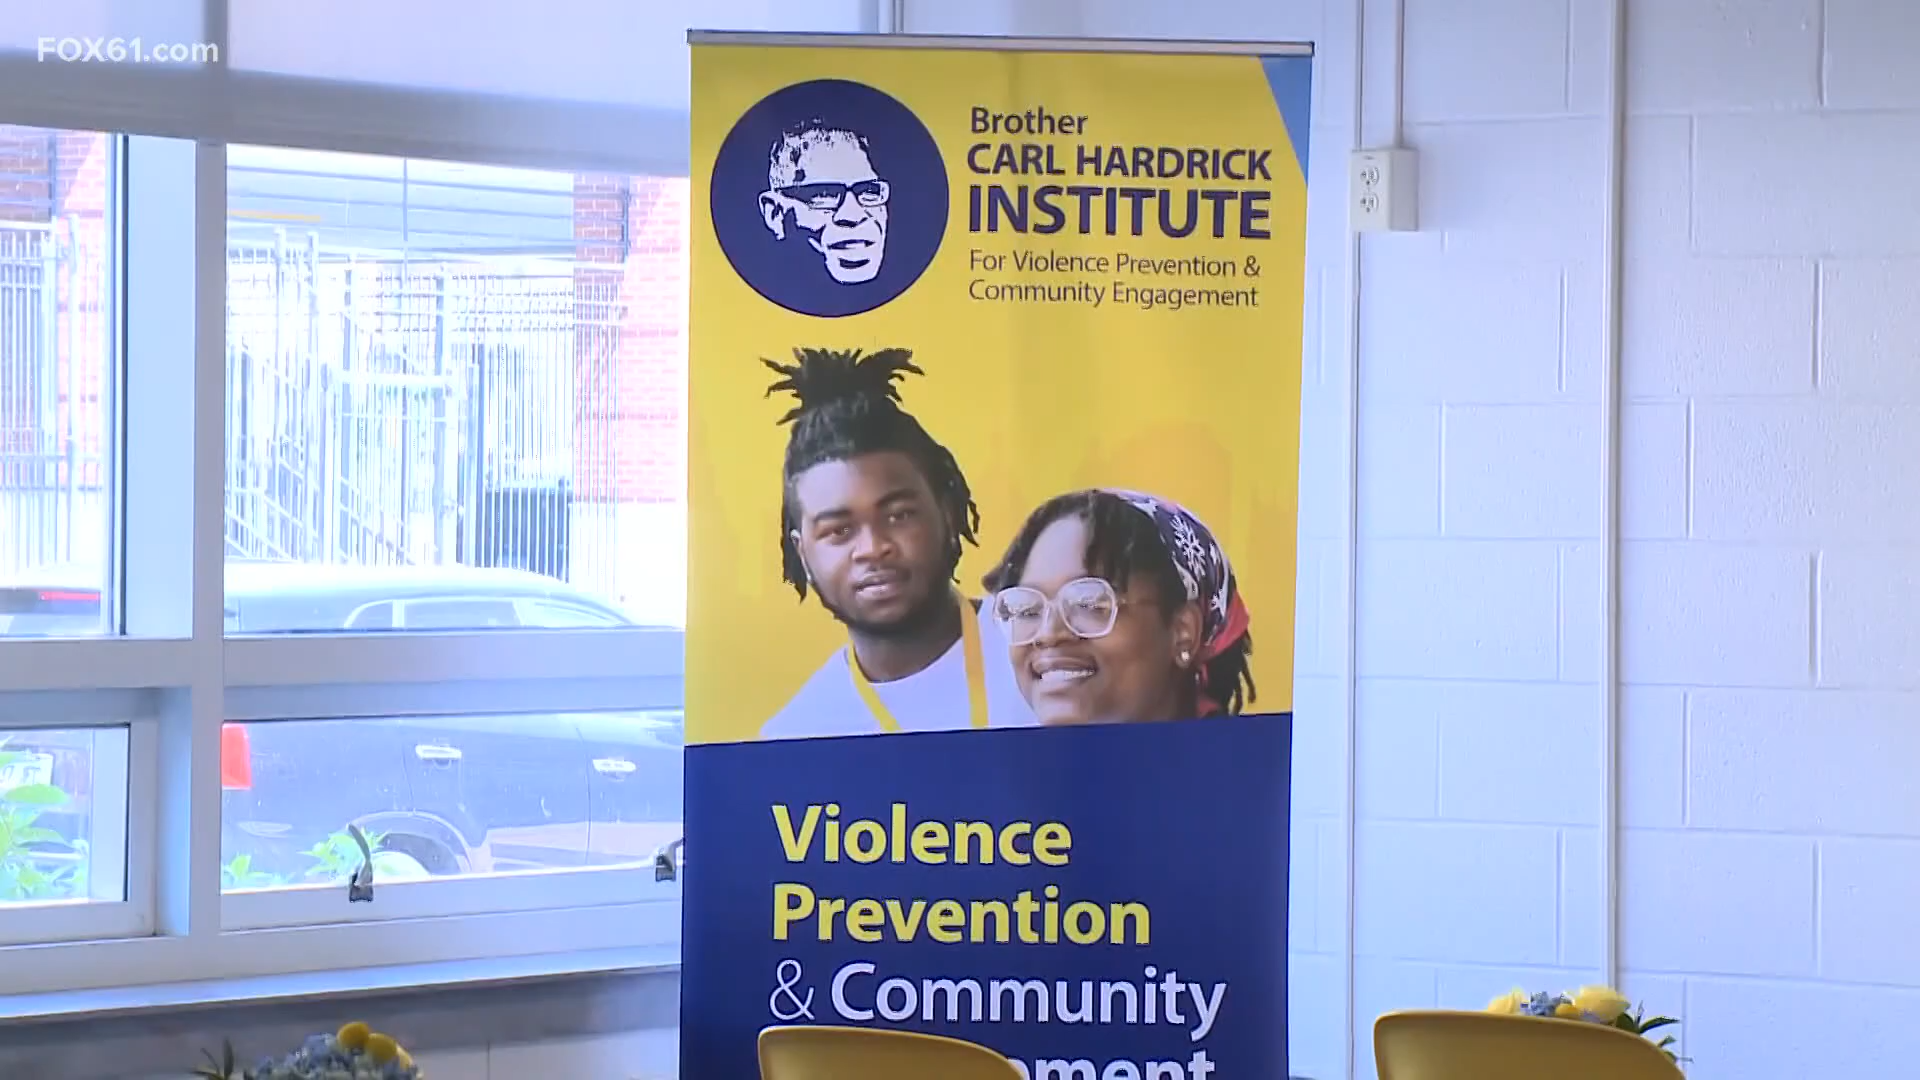 FOX61.com
Brother
CARL HARDRICK
INSTITUTE
For Violence Prevention &
Community Engagement
Violence
Prevention
& Community